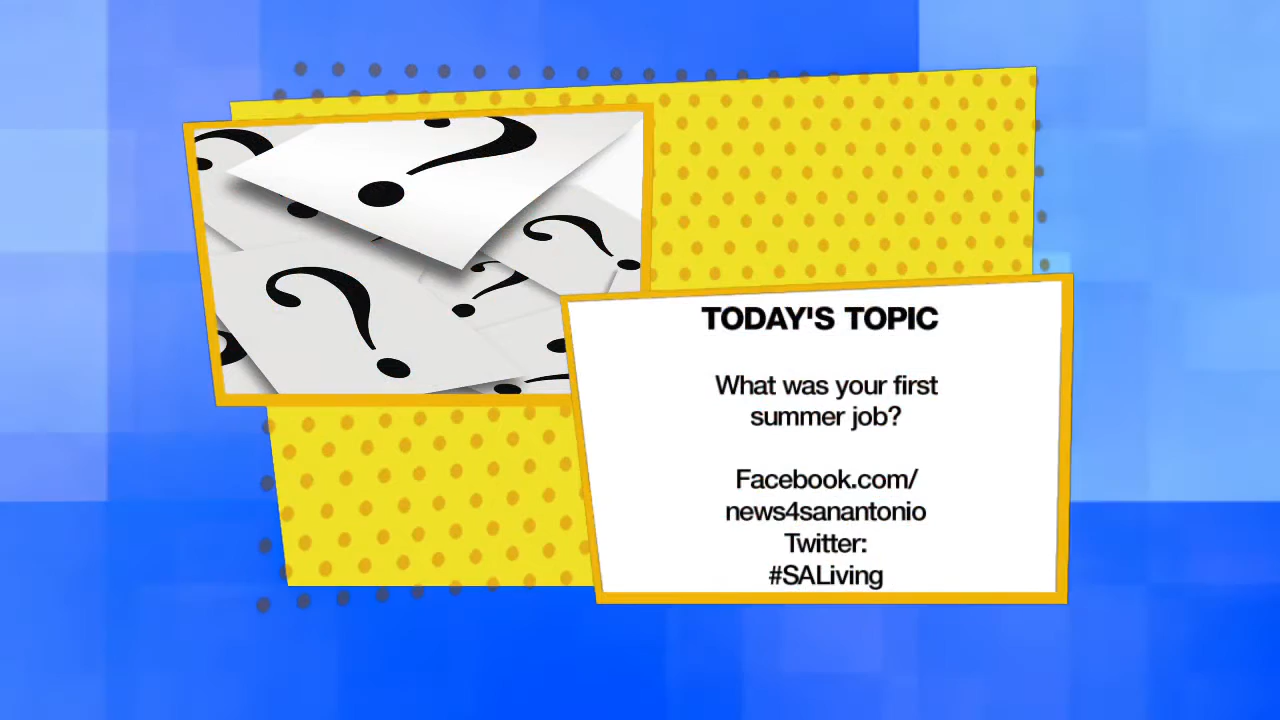 TODAY'S TOPIC
What was your first
summer job?
Facebook.com/
news4sanantonio
Twitter:
#SALiving